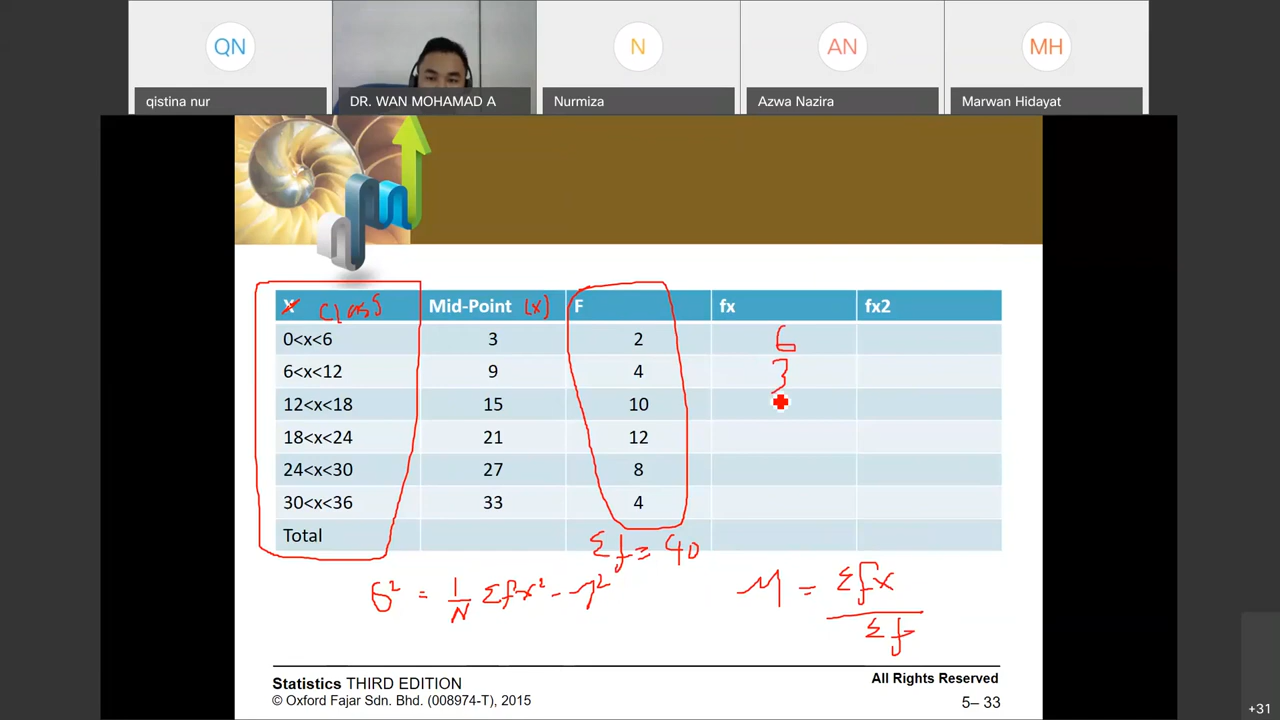 QN N AN MH
qistina nur DR. WAN MOHAMAD A Nurmiza Azwa Nazira Marwan Hidayat
X Class Mid-Point (x) F fx fx2
0<x<6 3 2 6
6<x<12 9 4 3
12<x<18 15 10
18<x<24 21 12
24<x<30 27 8
30<x<36 33 4
Total
Σf = 40
σ² = 1/N Σfx² - μ² μ = Σfx / Σf
Statistics THIRD EDITION All Rights Reserved
© Oxford Fajar Sdn. Bhd. (008974-T), 2015 5– 33
+31